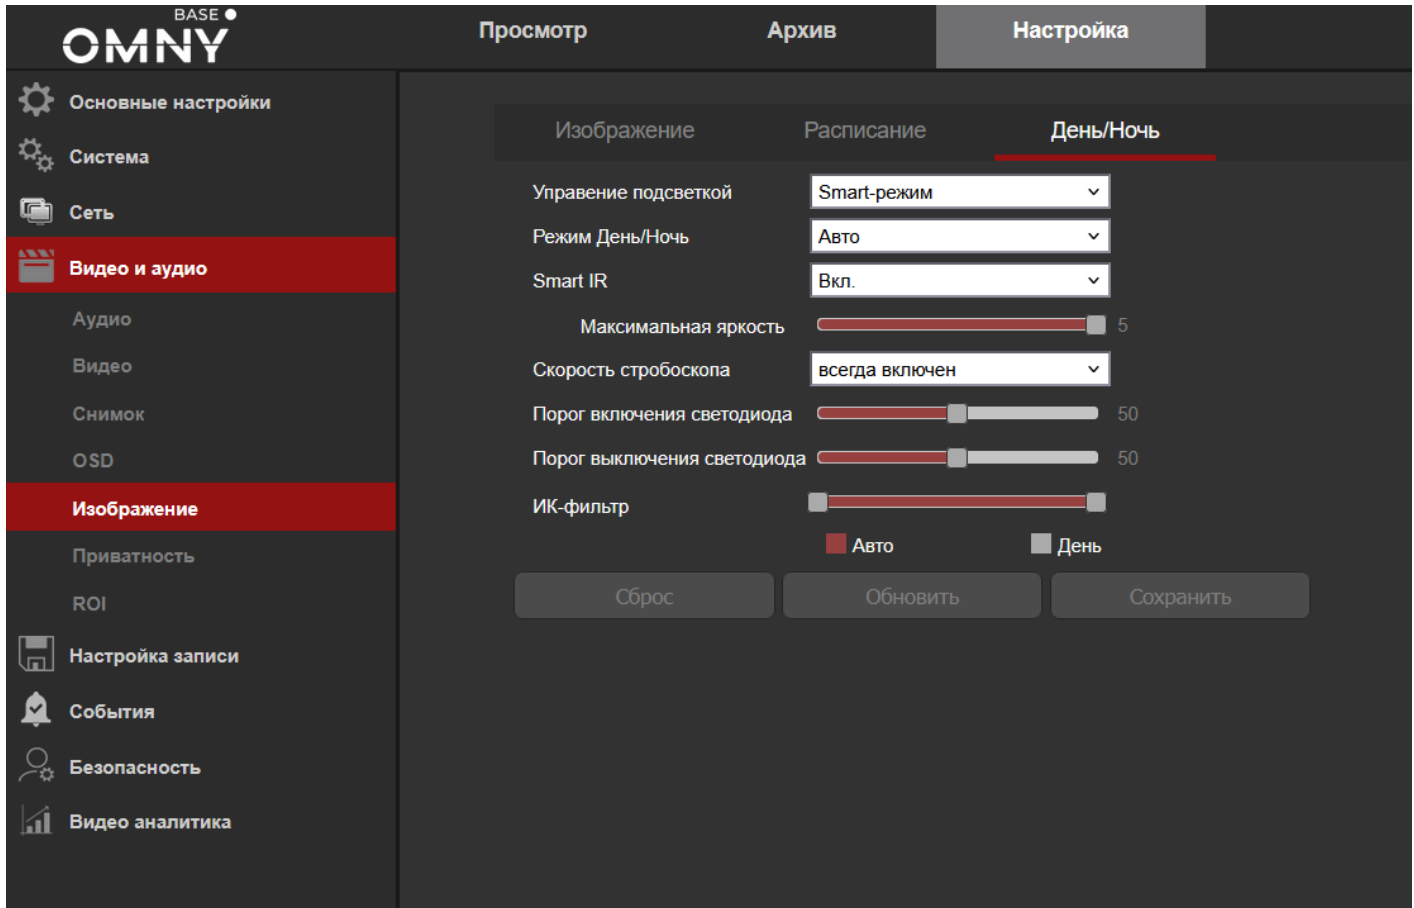 BASE
OMNY
Просмотр
Архив
Настройка
Основные настройки
Система
Сеть
Видео и аудио
Аудио
Видео
Снимок
OSD
Изображение
Приватность
ROI
Настройка записи
События
Безопасность
Видео аналитика
Изображение
Расписание
День/Ночь
Управение подсветкой
Smart-режим
Режим День/Ночь
Авто
Smart IR
Вкл.
Максимальная яркость
5
Скорость стробоскопа
всегда включен
Порог включения светодиода
50
Порог выключения светодиода
50
ИК-фильтр
Авто
День
Сброс
Обновить
Сохранить